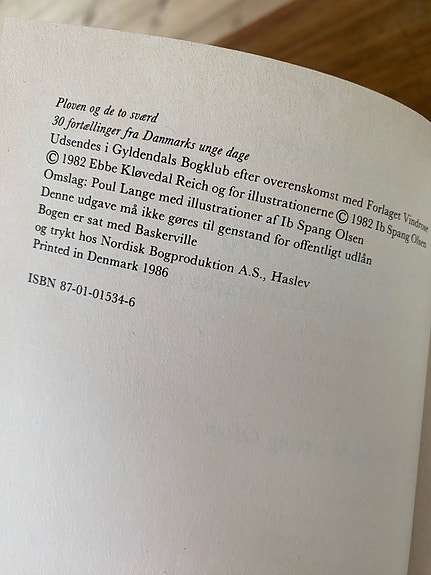 Ploven og de to sværd
30 fortællinger fra Danmarks unge dage
Udsendes i Gyldendals Bogklub efter overenskomst med Forlaget Vindrose
© 1982 Ebbe Kløvedal Reich og for illustrationerne © 1982 Ib Spang Olsen
Omslag: Poul Lange med illustrationer af Ib Spang Olsen
Denne udgave må ikke gøres til genstand for offentligt udlån
Bogen er sat med Baskerville
og trykt hos Nordisk Bogproduktion A.S., Haslev
Printed in Denmark 1986
ISBN 87-01-01534-6